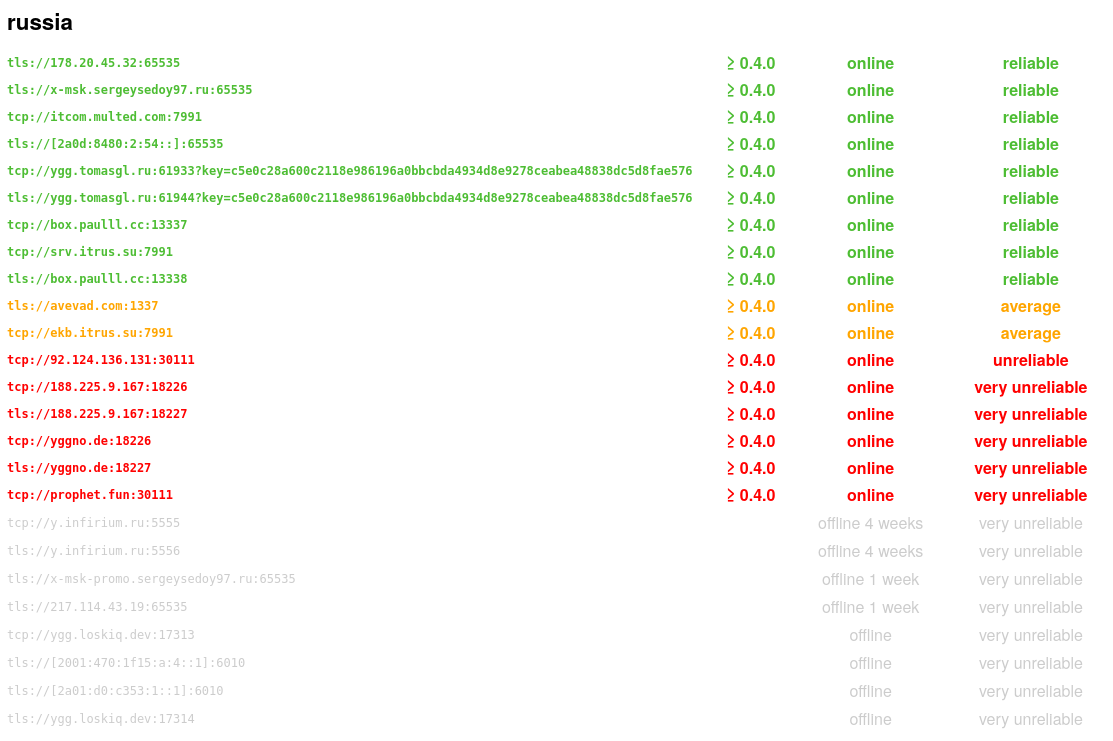 russia
tls://178.20.45.32:65535 ≥ 0.4.0 online reliable
tls://x-msk.sergeysedoy97.ru:65535 ≥ 0.4.0 online reliable
tcp://itcom.multed.com:7991 ≥ 0.4.0 online reliable
tls://[2a0d:8480:2:54::]:65535 ≥ 0.4.0 online reliable
tcp://ygg.tomasgl.ru:61933?key=c5e0c28a600c2118e986196a0bbcbda4934d8e9278ceabea48838dc5d8fae576 ≥ 0.4.0 online reliable
tls://ygg.tomasgl.ru:61944?key=c5e0c28a600c2118e986196a0bbcbda4934d8e9278ceabea48838dc5d8fae576 ≥ 0.4.0 online reliable
tcp://box.paulll.cc:13337 ≥ 0.4.0 online reliable
tcp://srv.itrus.su:7991 ≥ 0.4.0 online reliable
tls://box.paulll.cc:13338 ≥ 0.4.0 online reliable
tls://avevad.com:1337 ≥ 0.4.0 online average
tcp://ekb.itrus.su:7991 ≥ 0.4.0 online average
tcp://92.124.136.131:30111 ≥ 0.4.0 online unreliable
tcp://188.225.9.167:18226 ≥ 0.4.0 online very unreliable
tls://188.225.9.167:18227 ≥ 0.4.0 online very unreliable
tcp://yggno.de:18226 ≥ 0.4.0 online very unreliable
tls://yggno.de:18227 ≥ 0.4.0 online very unreliable
tcp://prophet.fun:30111 ≥ 0.4.0 online very unreliable
tcp://y.infirium.ru:5555 offline 4 weeks very unreliable
tls://y.infirium.ru:5556 offline 4 weeks very unreliable
tls://x-msk-promo.sergeysedoy97.ru:65535 offline 1 week very unreliable
tls://217.114.43.19:65535 offline 1 week very unreliable
tcp://ygg.loskiq.dev:17313 offline very unreliable
tls://[2001:470:1f15:a:4::1]:6010 offline very unreliable
tls://[2a01:d0:c353:1::1]:6010 offline very unreliable
tls://ygg.loskiq.dev:17314 offline very unreliable